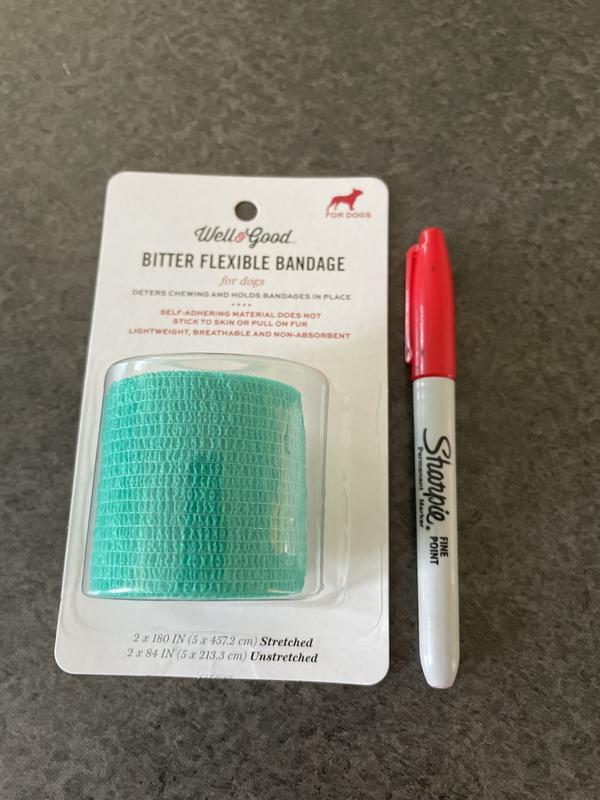 FOR DOGS
Well&Good
BITTER FLEXIBLE BANDAGE
for dogs
DETERS CHEWING AND HOLDS BANDAGES IN PLACE
SELF-ADHERING MATERIAL DOES NOT
STICK TO SKIN OR PULL ON FUR
LIGHTWEIGHT, BREATHABLE AND NON-ABSORBENT
2 x 180 IN (5 x 457.2 cm) Stretched
2 x 84 IN (5 x 213.3 cm) Unstretched
Sharpie.
Permanent Marker
FINE
POINT